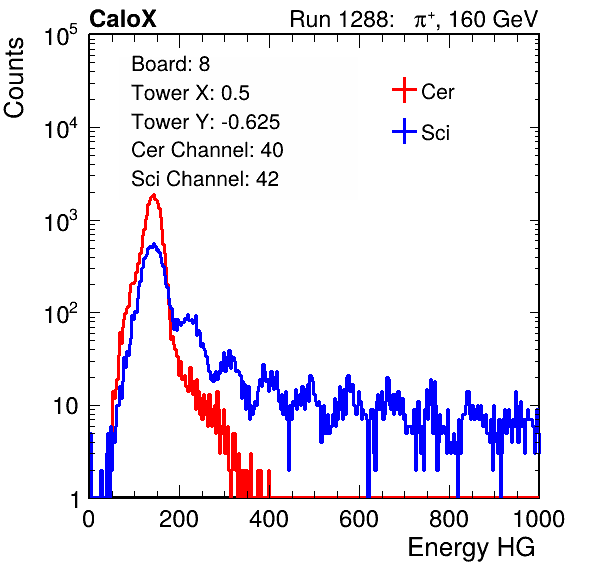 CaloX Run 1288: π⁺, 160 GeV
Counts
10⁵
10⁴
10³
10²
10
1
Board: 8
Tower X: 0.5
Tower Y: -0.625
Cer Channel: 40
Sci Channel: 42
Cer
Sci
0 200 400 600 800 1000
Energy HG